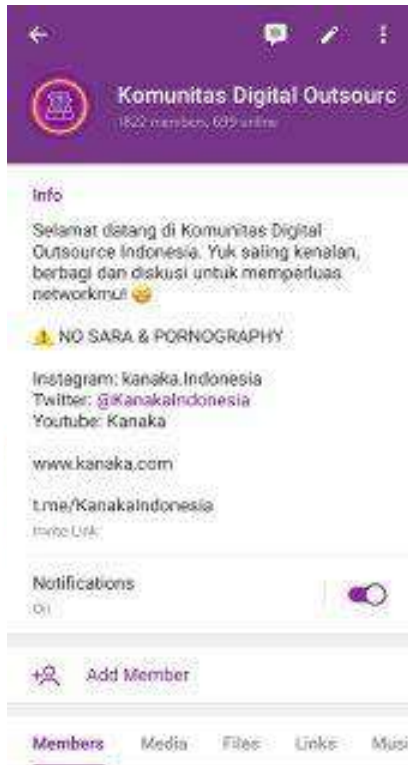 Komunitas Digital Outsourc
1822 members, 699 online
Info
Selamat datang di Komunitas Digital
Outsource Indonesia. Yuk saling kenalan,
berbagi dan diskusi untuk memperluas
networkmu! 😄
⚠️ NO SARA & PORNOGRAPHY
Instagram: kanaka.Indonesia
Twitter: @KanakaIndonesia
Youtube: Kanaka
www.kanaka.com
t.me/KanakaIndonesia
Invite Link
Notifications
On
Add Member
Members Media Files Links Musi